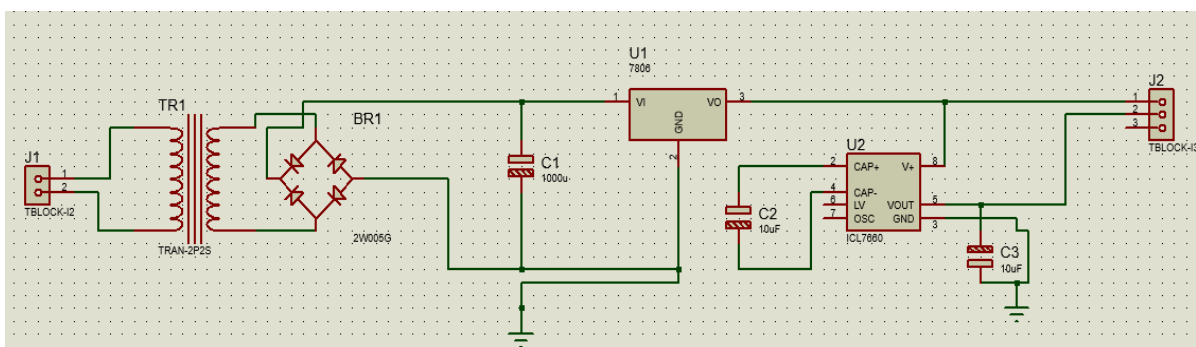 J1
1
2
TBLOCK-I2
TR1
TRAN-2P2S
BR1
2W005G
C1
1000u
U1
7806
1
VI
VO
3
GND
2
C2
10uF
U2
2
CAP+
V+
8
4
CAP-
6
LV
VOUT
5
7
OSC
GND
3
ICL7660
C3
10uF
J2
1
2
3
TBLOCK-I3